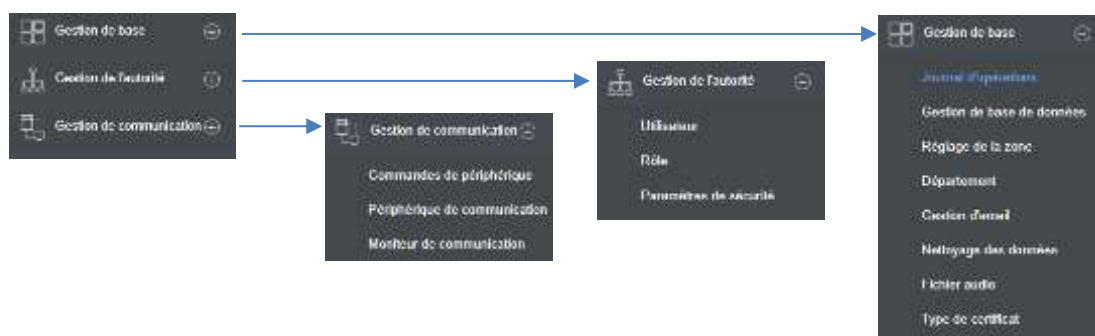 Gestion de base
Gestion de l'autorité
Gestion de communication
Gestion de communication
Commandes de périphérique
Périphérique de communication
Moniteur de communication
Gestion de l'autorité
Utilisateur
Rôle
Paramètres de sécurité
Gestion de base
Journal d'opérations
Gestion de base de données
Réglage de la zone
Département
Gestion d'email
Nettoyage des données
Fichier audio
Type de certificat